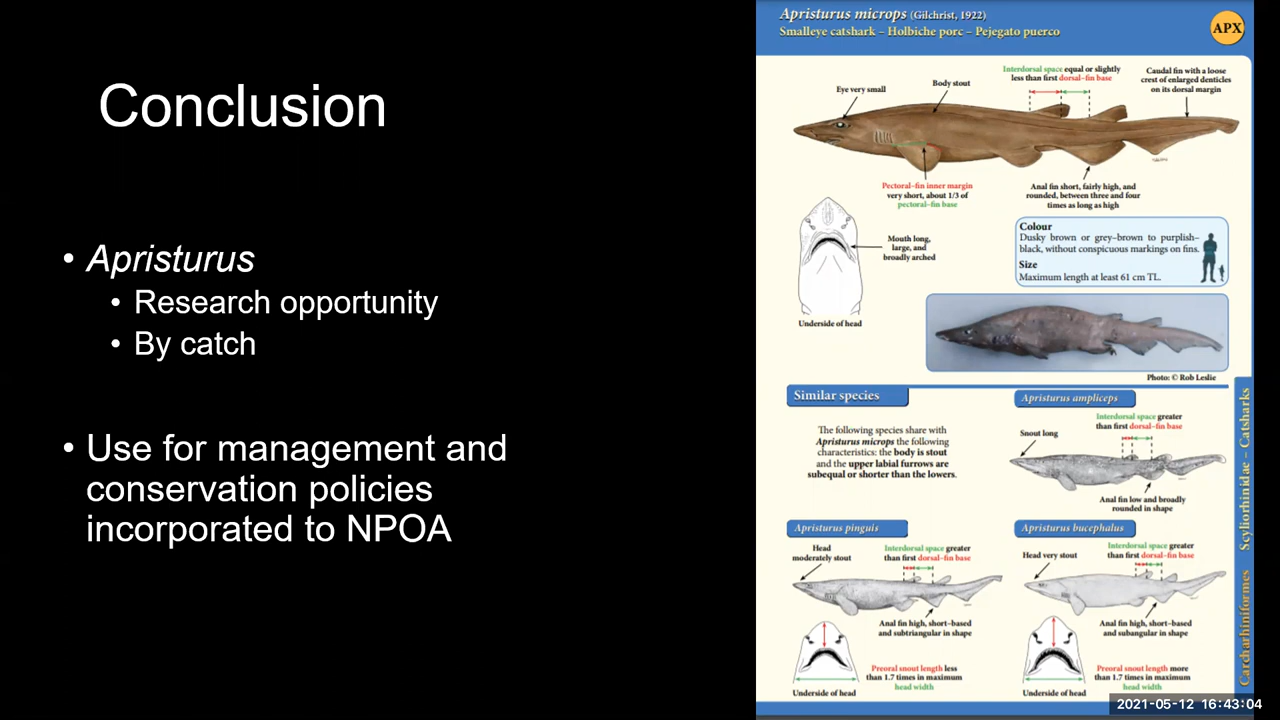 Conclusion
• Apristurus
• Research opportunity
• By catch
• Use for management and
conservation policies
incorporated to NPOA
Apristurus microps (Gilchrist, 1922)
Smalleye catshark – Holbiche porc – Pejegato puerco
APX
Eye very small
Body stout
Interdorsal space equal or slightly
less than first dorsal–fin base
Caudal fin with a loose
crest of enlarged denticles
on its dorsal margin
Pectoral–fin inner margin
very short, about 1/3 of
pectoral–fin base
Anal fin short, fairly high, and
rounded, between three and four
times as long as high
Mouth long,
large, and
broadly arched
Underside of head
Colour
Dusky brown or grey–brown to purplish–
black, without conspicuous markings on fins.
Size
Maximum length at least 61 cm TL.
Photo: © Rob Leslie
Similar species
The following species share with
Apristurus microps the following
characteristics: the body is stout
and the upper labial furrows are
subequal or shorter than the lowers.
Apristurus ampliceps
Interdorsal space greater
than first dorsal–fin base
Snout long
Anal fin low and broadly
rounded in shape
Apristurus pinguis
Head
moderately stout
Interdorsal space greater
than first dorsal–fin base
Anal fin high, short–based
and subtriangular in shape
Preoral snout length less
than 1.7 times in maximum
head width
Underside of head
Apristurus bucephalus
Head very stout
Interdorsal space greater
than first dorsal–fin base
Anal fin high, short–based
and subangular in shape
Preoral snout length more
than 1.7 times in maximum
head width
Underside of head
Carcharhiniformes Scyliorhinidae – Catsharks
2021-05-12 16:43:04